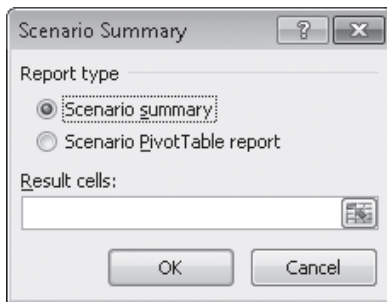 Scenario Summary
Report type
Scenario summary
Scenario PivotTable report
Result cells:
OK Cancel